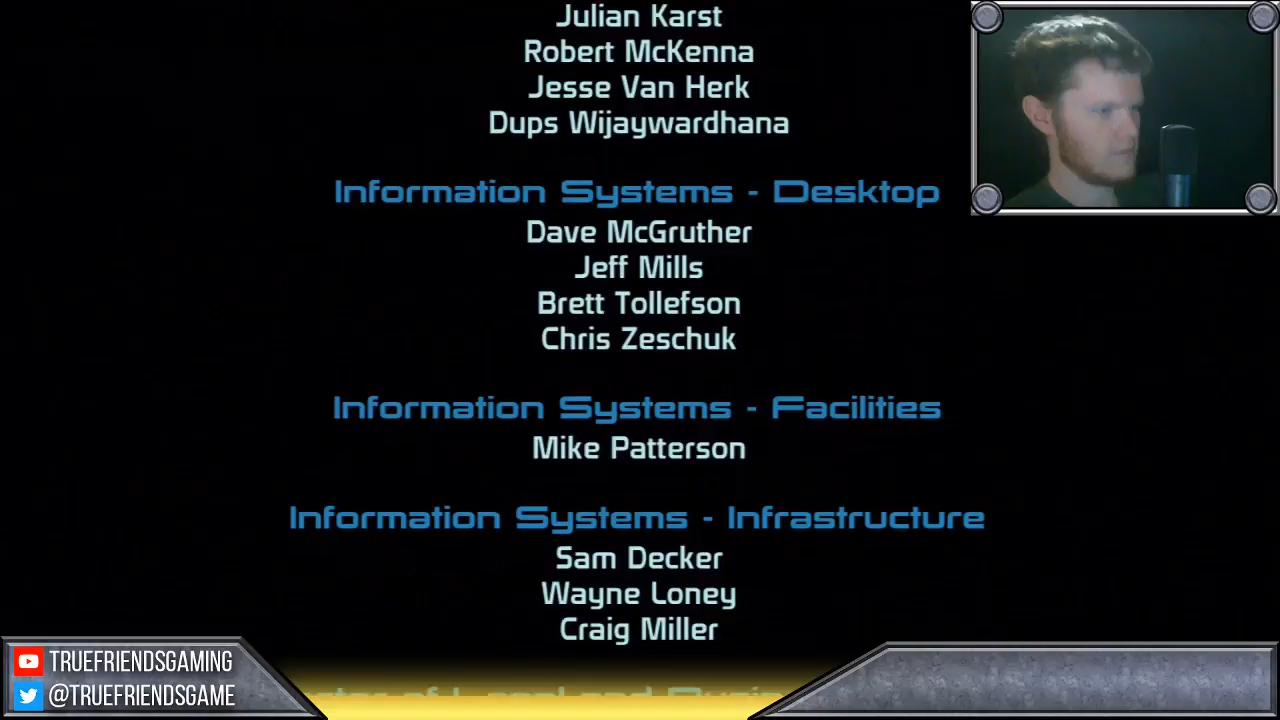 Julian Karst
Robert McKenna
Jesse Van Herk
Dups Wijaywardhana
Information Systems - Desktop
Dave McGruther
Jeff Mills
Brett Tollefson
Chris Zeschuk
Information Systems - Facilities
Mike Patterson
Information Systems - Infrastructure
Sam Decker
Wayne Loney
Craig Miller
TRUEFRIENDSGAMING
@TRUEFRIENDSGAME